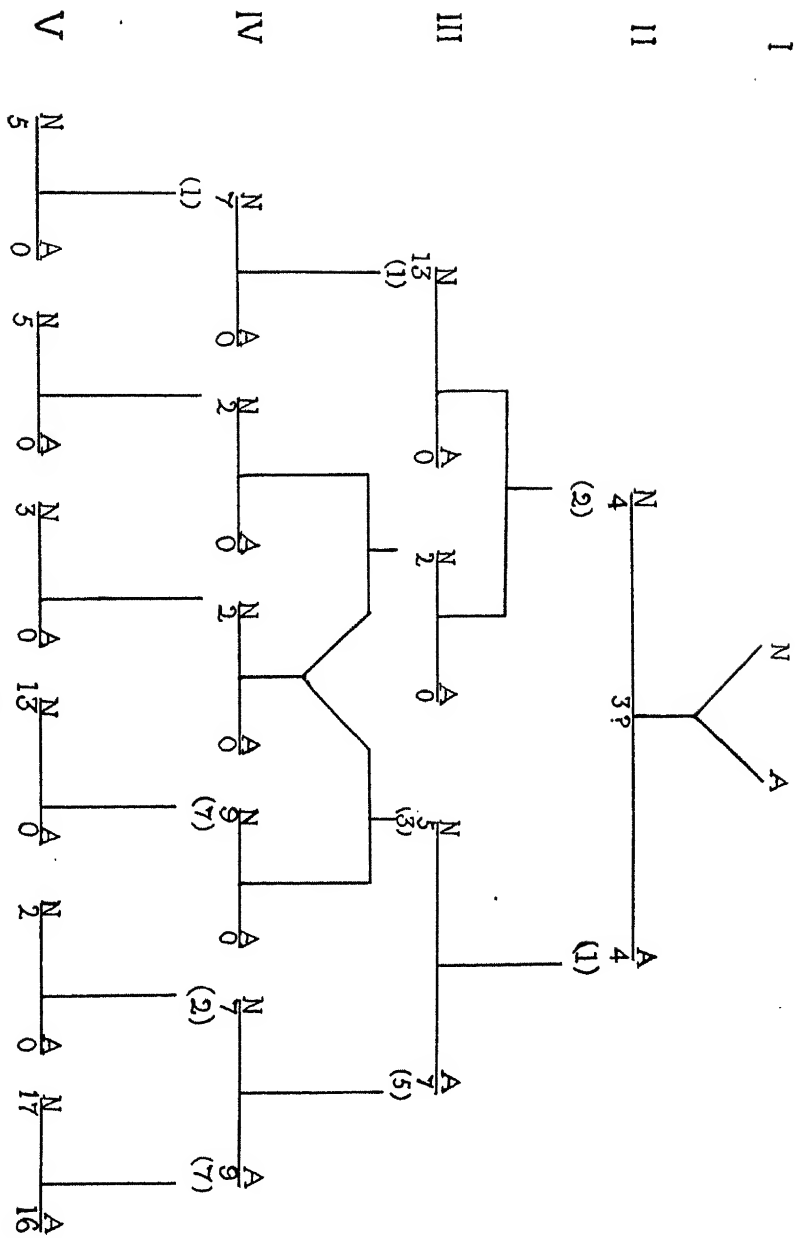 I N A
II N A
4 3? 4
(2) (1)
III N A N A N A
13 0 2 0 5 7
(1) (3) (5)
IV N A N A N A N A N A
7 0 2 0 2 0 9 0 7 9
(1) (7) (2) (7)
V N A N A N A N A N A N A
5 0 5 0 3 0 13 0 2 0 17 16